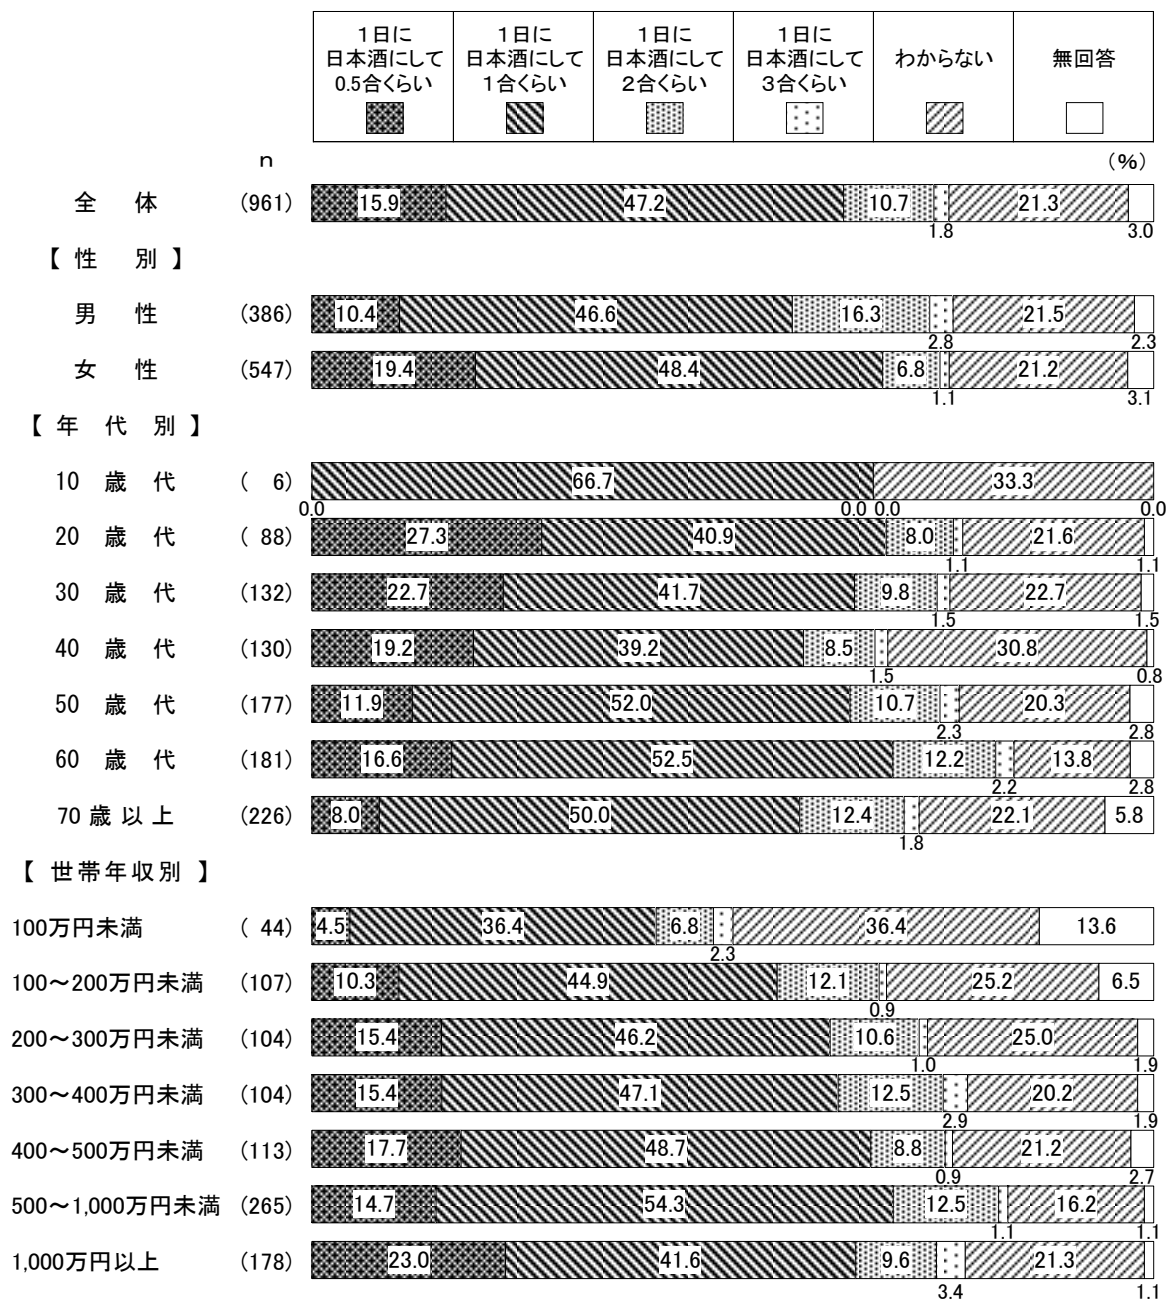 1日に 1日に 1日に 1日に
日本酒にして 日本酒にして 日本酒にして 日本酒にして わからない 無回答
0.5合くらい 1合くらい 2合くらい 3合くらい
n (%)
全 体 (961) 15.9 47.2 10.7 21.3
1.8 3.0
【 性 別 】
男 性 (386) 10.4 46.6 16.3 21.5
2.8 2.3
女 性 (547) 19.4 48.4 6.8 21.2
1.1 3.1
【 年 代 別 】
10 歳 代 ( 6) 66.7 33.3
0.0 0.0 0.0 0.0
20 歳 代 ( 88) 27.3 40.9 8.0 21.6
1.1 1.1
30 歳 代 (132) 22.7 41.7 9.8 22.7
1.5 1.5
40 歳 代 (130) 19.2 39.2 8.5 30.8
1.5 0.8
50 歳 代 (177) 11.9 52.0 10.7 20.3
2.3 2.8
60 歳 代 (181) 16.6 52.5 12.2 13.8
2.2 2.8
70 歳 以 上 (226) 8.0 50.0 12.4 22.1 5.8
1.8
【 世帯年収別 】
100万円未満 ( 44) 4.5 36.4 6.8 36.4 13.6
2.3
100～200万円未満 (107) 10.3 44.9 12.1 25.2 6.5
0.9
200～300万円未満 (104) 15.4 46.2 10.6 25.0
1.0 1.9
300～400万円未満 (104) 15.4 47.1 12.5 20.2
2.9 1.9
400～500万円未満 (113) 17.7 48.7 8.8 21.2
0.9 2.7
500～1,000万円未満 (265) 14.7 54.3 12.5 16.2
1.1 1.1
1,000万円以上 (178) 23.0 41.6 9.6 21.3
3.4 1.1